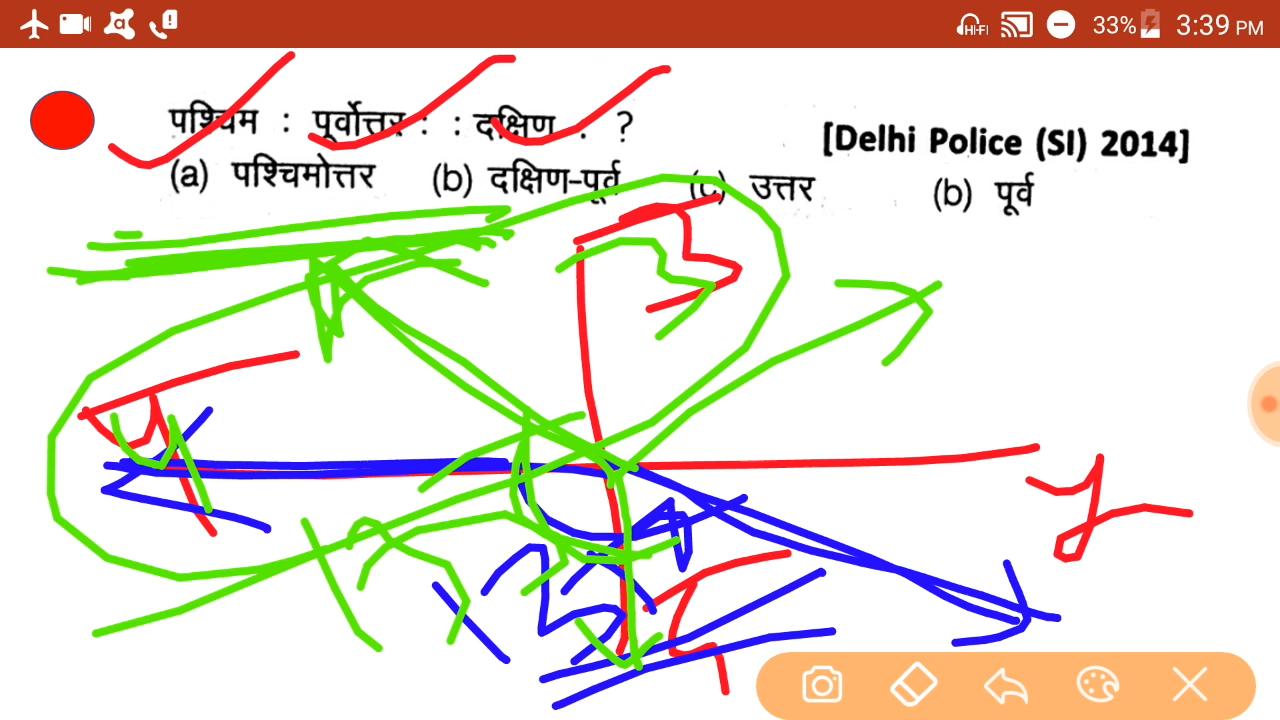 33% 3:39 PM
पश्चिम : पूर्वोत्तर : : दक्षिण : ?
[Delhi Police (SI) 2014]
(a) पश्चिमोत्तर (b) दक्षिण-पूर्व (c) उत्तर (b) पूर्व